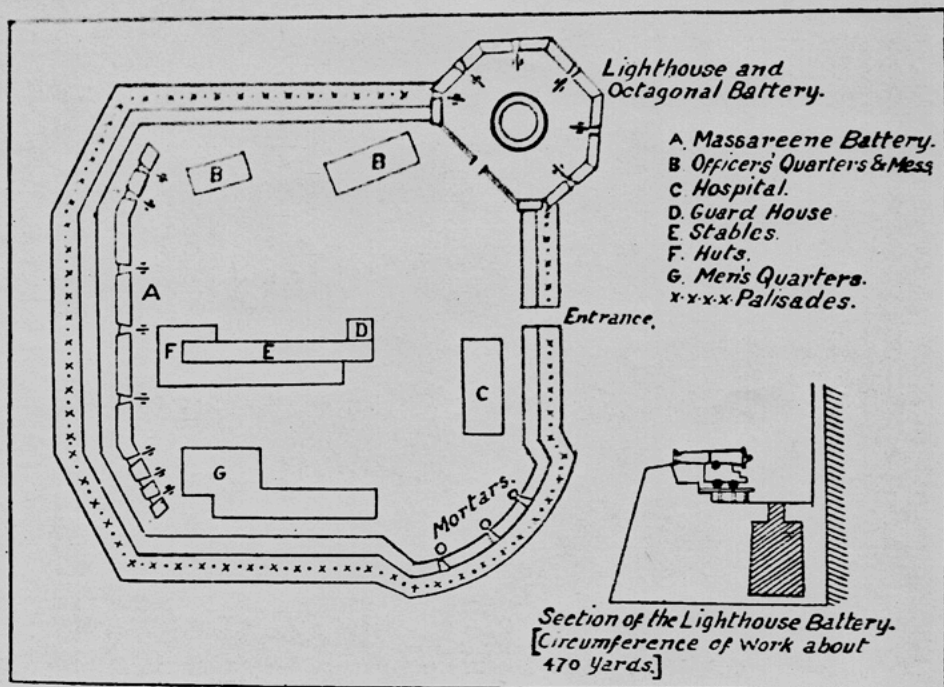 Lighthouse and
Octagonal Battery.
A. Massareene Battery.
B. Officers' Quarters & Mess
C. Hospital.
D. Guard House
E. Stables.
F. Huts.
G. Men's Quarters.
x·x·x·x·Palisades.
B
B
A
Entrance.
D
F
E
C
G
Mortars.
Section of the Lighthouse Battery.
[Circumference of Work about
470 Yards.]